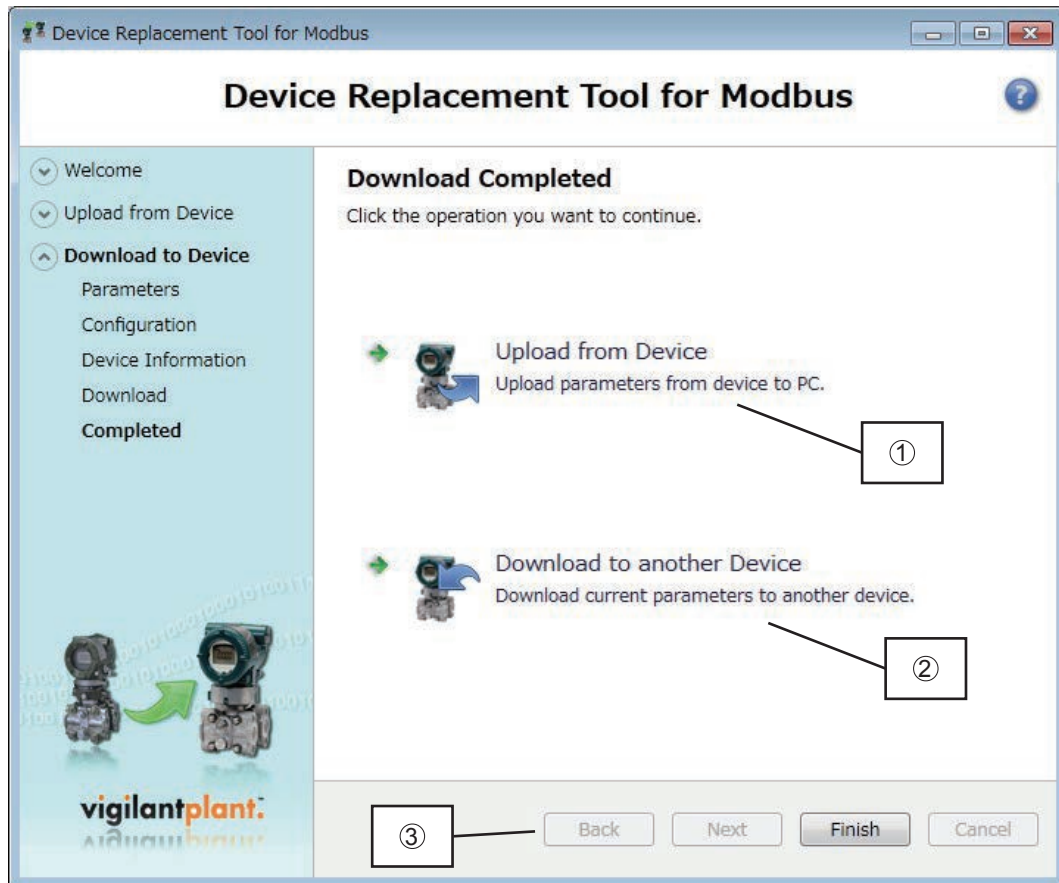 Device Replacement Tool for Modbus
Device Replacement Tool for Modbus
?
Welcome
Upload from Device
Download to Device
Parameters
Configuration
Device Information
Download
Completed
vigilantplant.
Download Completed
Click the operation you want to continue.
Upload from Device
Upload parameters from device to PC.
①
Download to another Device
Download current parameters to another device.
②
③
Back Next Finish Cancel